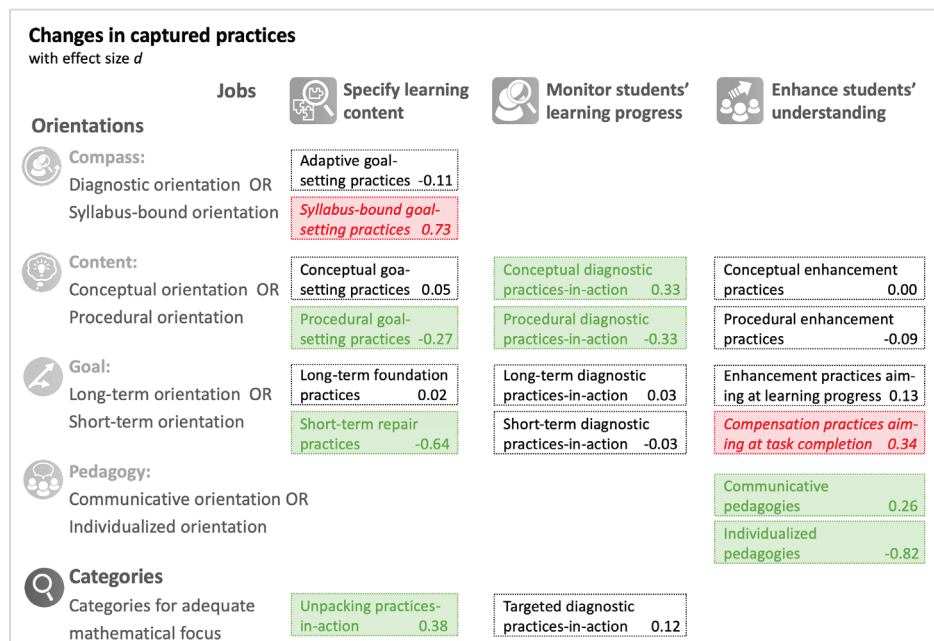 Changes in captured practices
with effect size d
Jobs
Specify learning
content
Monitor students'
learning progress
Enhance students'
understanding
Orientations
Compass:
Diagnostic orientation OR
Syllabus-bound orientation
Adaptive goal-
setting practices -0.11
Syllabus-bound goal-
setting practices 0.73
Content:
Conceptual orientation OR
Procedural orientation
Conceptual goa-
setting practices 0.05
Procedural goal-
setting practices -0.27
Conceptual diagnostic
practices-in-action 0.33
Procedural diagnostic
practices-in-action -0.33
Conceptual enhancement
practices 0.00
Procedural enhancement
practices -0.09
Goal:
Long-term orientation OR
Short-term orientation
Long-term foundation
practices 0.02
Short-term repair
practices -0.64
Long-term diagnostic
practices-in-action 0.03
Short-term diagnostic
practices-in-action -0.03
Enhancement practices aim-
ing at learning progress 0.13
Compensation practices aim-
ing at task completion 0.34
Pedagogy:
Communicative orientation OR
Individualized orientation
Communicative
pedagogies 0.26
Individualized
pedagogies -0.82
Categories
Categories for adequate
mathematical focus
Unpacking practices-
in-action 0.38
Targeted diagnostic
practices-in-action 0.12